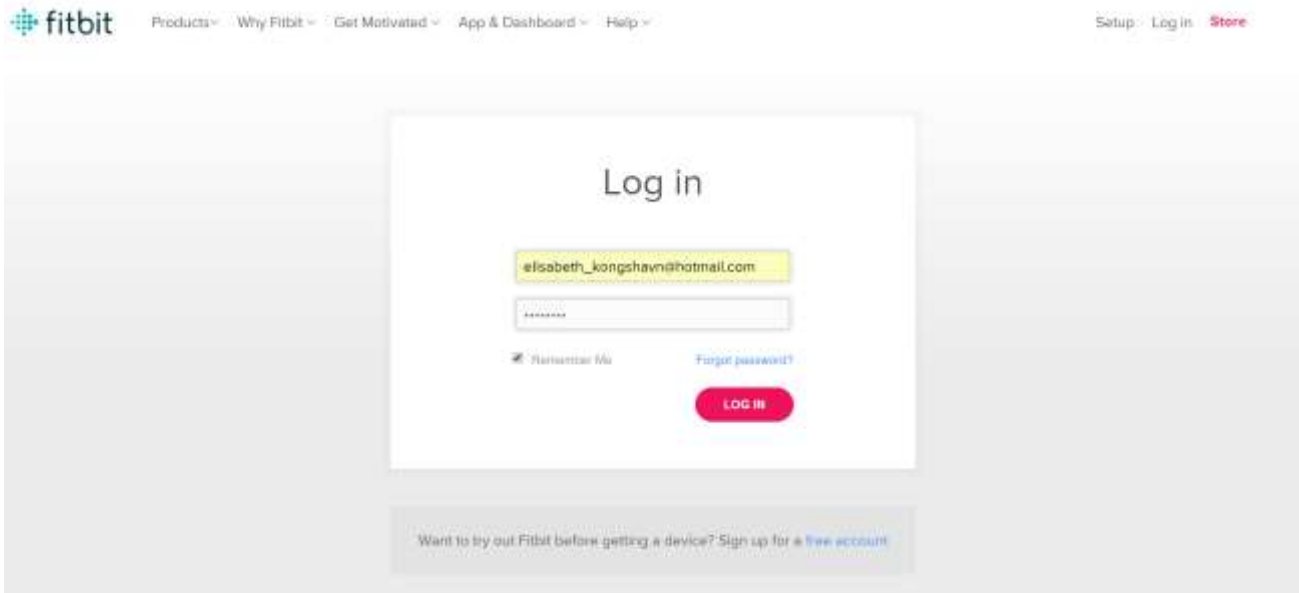 fitbit Products Why Fitbit Get Motivated App & Dashboard Help Setup Log in Store
Log in
elisabeth_kongshavn@hotmail.com
********
Remember Me Forgot password?
LOG IN
Want to try out Fitbit before getting a device? Sign up for a free account